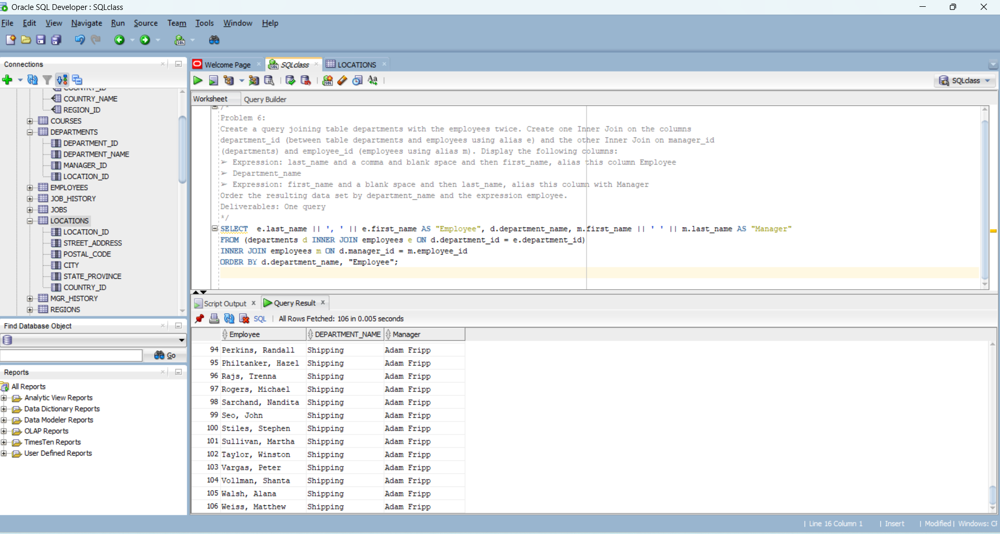 Oracle SQL Developer : SQLclass
File Edit View Navigate Run Source Team Tools Window Help
Connections
COUNTRY_ID
COUNTRY_NAME
REGION_ID
COURSES
DEPARTMENTS
DEPARTMENT_ID
DEPARTMENT_NAME
MANAGER_ID
LOCATION_ID
EMPLOYEES
JOB_HISTORY
JOBS
LOCATIONS
LOCATION_ID
STREET_ADDRESS
POSTAL_CODE
CITY
STATE_PROVINCE
COUNTRY_ID
MGR_HISTORY
REGIONS
Find Database Object
Go
Reports
All Reports
Analytic View Reports
Data Dictionary Reports
Data Modeler Reports
OLAP Reports
TimesTen Reports
User Defined Reports
Welcome Page SQLclass LOCATIONS
SQLclass
Worksheet Query Builder
/*
Problem 6:
Create a query joining table departments with the employees twice. Create one Inner Join on the columns
department_id (between table departments and employees using alias e) and the other Inner Join on manager_id
(departments) and employee_id (employees using alias m). Display the following columns:
➢ Expression: last_name and a comma and blank space and then first_name, alias this column Employee
➢ Department_name
➢ Expression: first_name and a blank space and then last_name, alias this column with Manager
Order the resulting data set by department_name and the expression employee.
Deliverables: One query
*/
SELECT  e.last_name || ', ' || e.first_name AS "Employee", d.department_name, m.first_name || ' ' || m.last_name AS "Manager"
FROM (departments d INNER JOIN employees e ON d.department_id = e.department_id)
INNER JOIN employees m ON d.manager_id = m.employee_id
ORDER BY d.department_name, "Employee";
Script Output Query Result
SQL | All Rows Fetched: 106 in 0.005 seconds
Employee DEPARTMENT_NAME Manager
94 Perkins, Randall Shipping Adam Fripp
95 Philtanker, Hazel Shipping Adam Fripp
96 Rajs, Trenna Shipping Adam Fripp
97 Rogers, Michael Shipping Adam Fripp
98 Sarchand, Nandita Shipping Adam Fripp
99 Seo, John Shipping Adam Fripp
100 Stiles, Stephen Shipping Adam Fripp
101 Sullivan, Martha Shipping Adam Fripp
102 Taylor, Winston Shipping Adam Fripp
103 Vargas, Peter Shipping Adam Fripp
104 Vollman, Shanta Shipping Adam Fripp
105 Walsh, Alana Shipping Adam Fripp
106 Weiss, Matthew Shipping Adam Fripp
| Line 16 Column 1 | Insert | Modified | Windows: CR